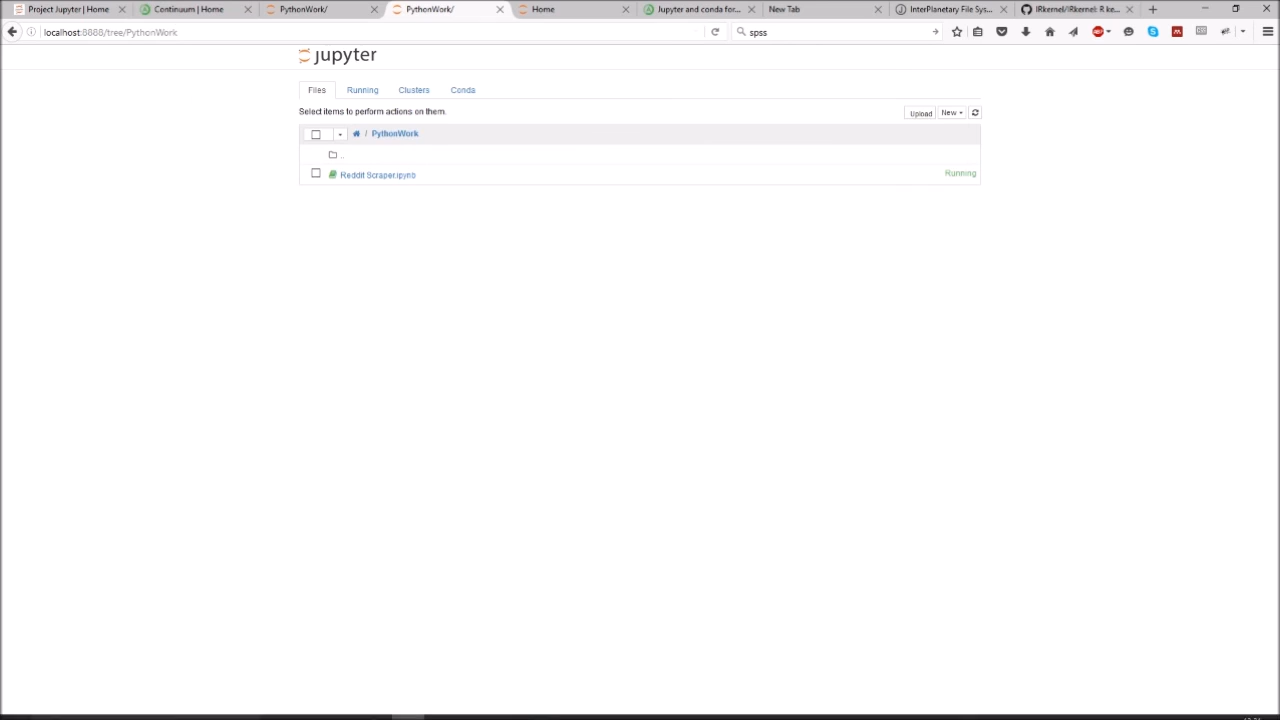 Project Jupyter | Home
Continuum | Home
PythonWork/
PythonWork/
Home
Jupyter and conda for...
New Tab
InterPlanetary File Sys...
IRkernel/IRkernel: R ke...
localhost:8888/tree/PythonWork
spss
jupyter
Files Running Clusters Conda
Select items to perform actions on them.
Upload New
/ PythonWork
..
Reddit Scraper.ipynb Running